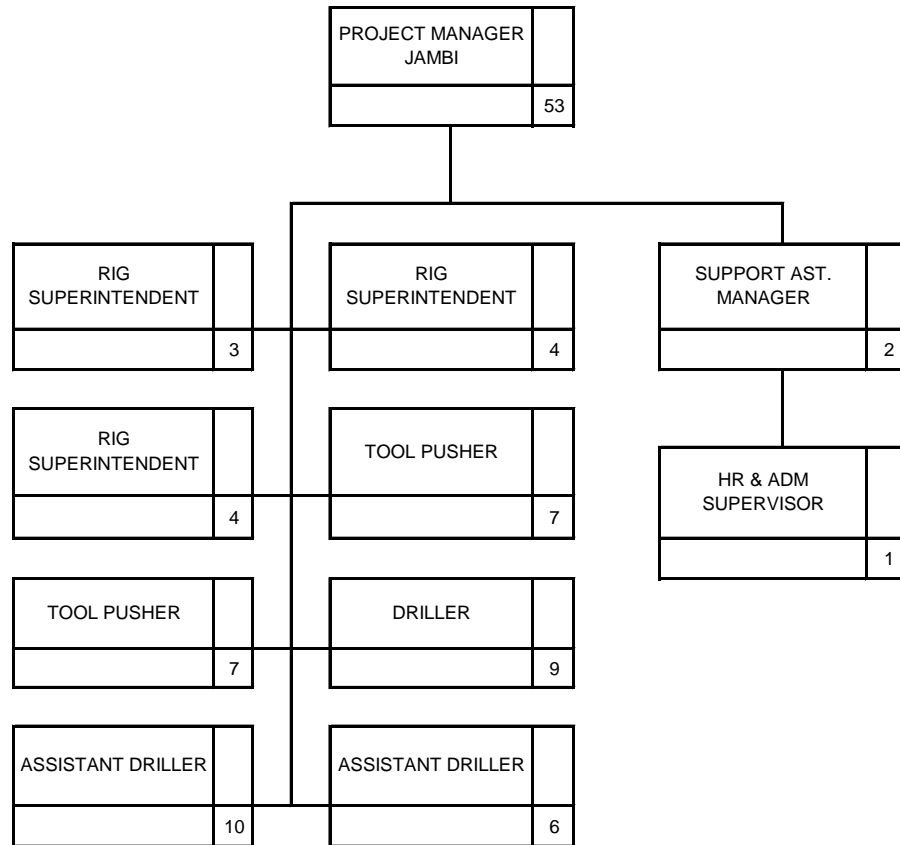 PROJECT MANAGER
JAMBI
53
RIG
SUPERINTENDENT
3
RIG
SUPERINTENDENT
4
SUPPORT AST.
MANAGER
2
RIG
SUPERINTENDENT
4
TOOL PUSHER
7
HR & ADM
SUPERVISOR
1
TOOL PUSHER
7
DRILLER
9
ASSISTANT DRILLER
10
ASSISTANT DRILLER
6